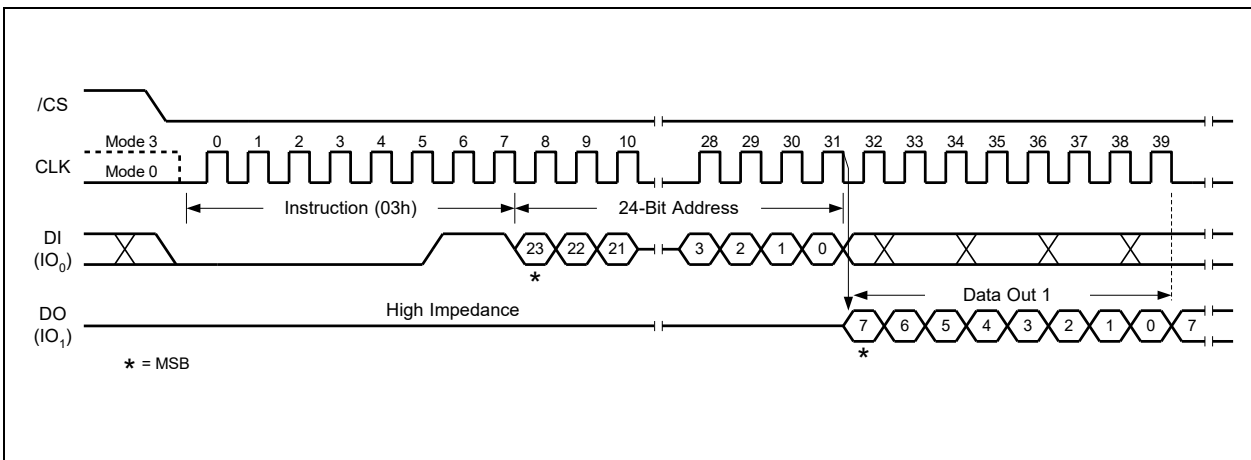 /CS
Mode 3
0 1 2 3 4 5 6 7 8 9 10 28 29 30 31 32 33 34 35 36 37 38 39
CLK
Mode 0
Instruction (03h)
24-Bit Address
DI
(IO0)
23 22 21 3 2 1 0
*
Data Out 1
High Impedance
DO
(IO1)
7 6 5 4 3 2 1 0 7
*
* = MSB